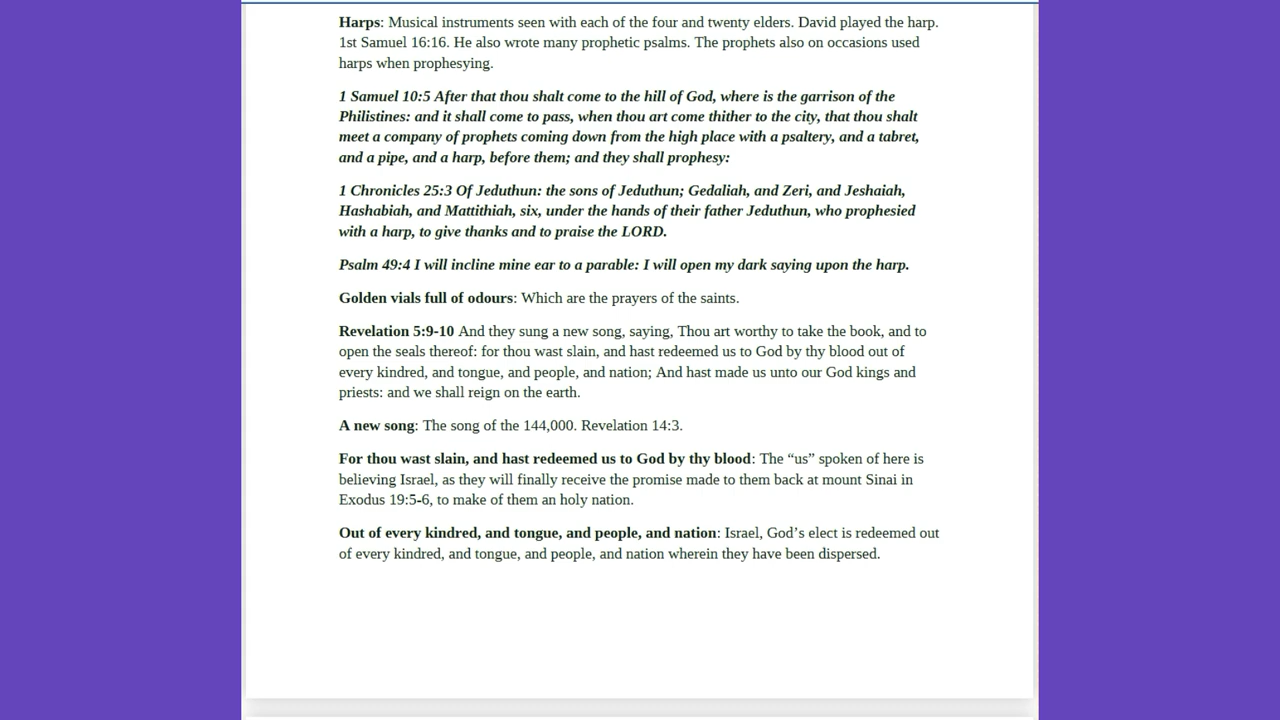 Harps: Musical instruments seen with each of the four and twenty elders. David played the harp.
1st Samuel 16:16. He also wrote many prophetic psalms. The prophets also on occasions used
harps when prophesying.
1 Samuel 10:5 After that thou shalt come to the hill of God, where is the garrison of the
Philistines: and it shall come to pass, when thou art come thither to the city, that thou shalt
meet a company of prophets coming down from the high place with a psaltery, and a tabret,
and a pipe, and a harp, before them; and they shall prophesy:
1 Chronicles 25:3 Of Jeduthun: the sons of Jeduthun; Gedaliah, and Zeri, and Jeshaiah,
Hashabiah, and Mattithiah, six, under the hands of their father Jeduthun, who prophesied
with a harp, to give thanks and to praise the LORD.
Psalm 49:4 I will incline mine ear to a parable: I will open my dark saying upon the harp.
Golden vials full of odours: Which are the prayers of the saints.
Revelation 5:9-10 And they sung a new song, saying, Thou art worthy to take the book, and to
open the seals thereof: for thou wast slain, and hast redeemed us to God by thy blood out of
every kindred, and tongue, and people, and nation; And hast made us unto our God kings and
priests: and we shall reign on the earth.
A new song: The song of the 144,000. Revelation 14:3.
For thou wast slain, and hast redeemed us to God by thy blood: The “us” spoken of here is
believing Israel, as they will finally receive the promise made to them back at mount Sinai in
Exodus 19:5-6, to make of them an holy nation.
Out of every kindred, and tongue, and people, and nation: Israel, God’s elect is redeemed out
of every kindred, and tongue, and people, and nation wherein they have been dispersed.